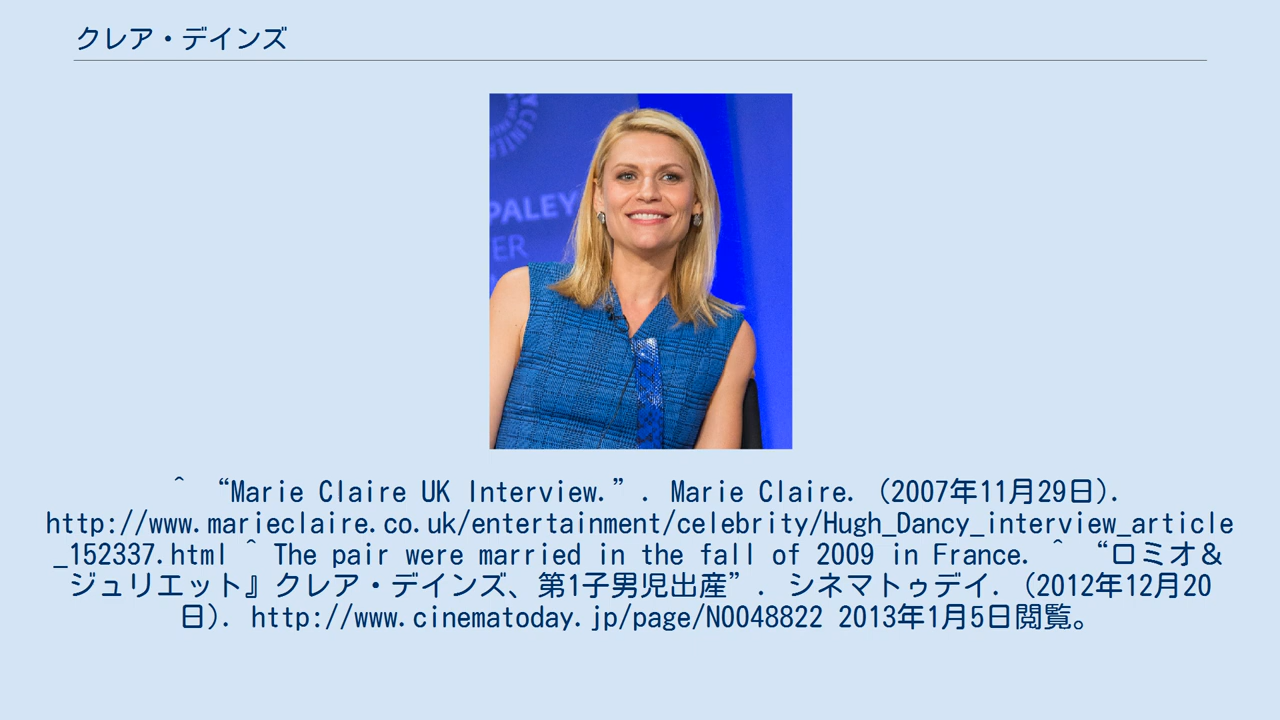 クレア・デインズ
YCENTER
PALEY
ER
^ “Marie Claire UK Interview.”. Marie Claire. (2007年11月29日).
http://www.marieclaire.co.uk/entertainment/celebrity/Hugh_Dancy_interview_article
_152337.html ^ The pair were married in the fall of 2009 in France. ^ “ロミオ＆
ジュリエット』クレア・デインズ、第1子男児出産”. シネマトゥデイ. (2012年12月20
日). http://www.cinematoday.jp/page/N0048822 2013年1月5日閲覧。